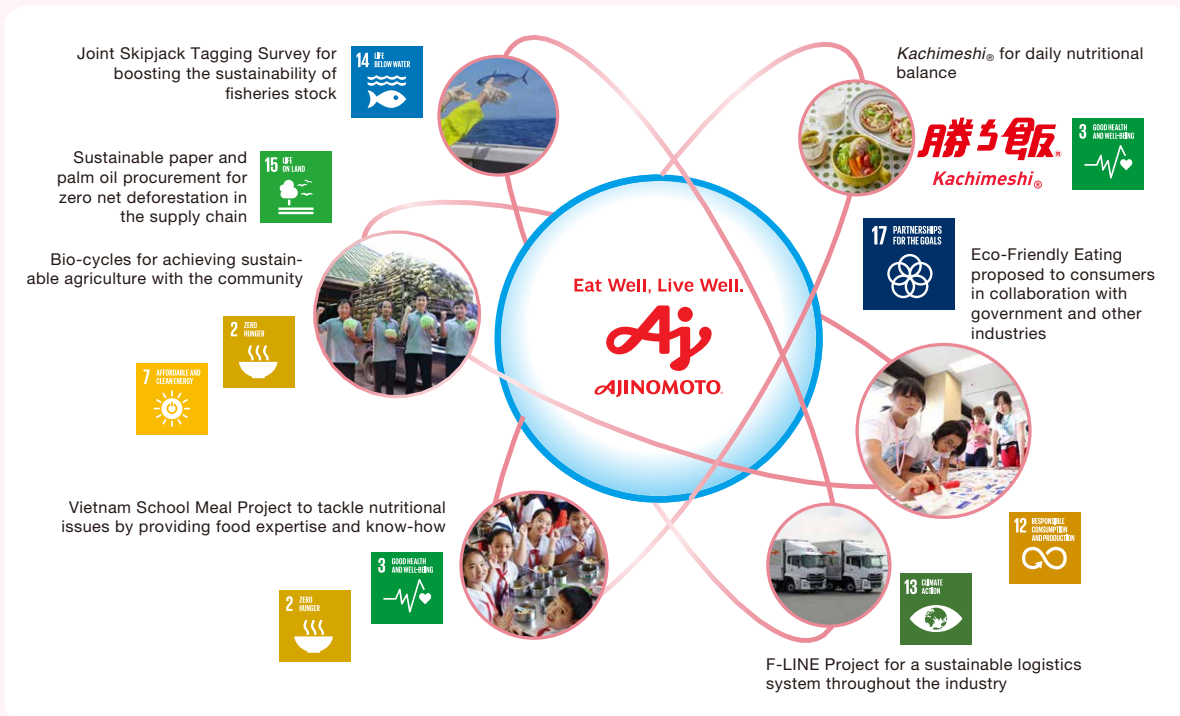 Joint Skipjack Tagging Survey for
boosting the sustainability of
fisheries stock
14 LIFE
BELOW WATER
Kachimeshi® for daily nutritional
balance
勝ち飯®
Kachimeshi®
3 GOOD HEALTH
AND WELL-BEING
Sustainable paper and
palm oil procurement for
zero net deforestation in
the supply chain
15 LIFE
ON LAND
17 PARTNERSHIPS
FOR THE GOALS
Eco-Friendly Eating
proposed to consumers
in collaboration with
government and other
industries
Bio-cycles for achieving sustain-
able agriculture with the community
2 ZERO
HUNGER
7 AFFORDABLE AND
CLEAN ENERGY
Eat Well, Live Well.
Aj
AJINOMOTO.
Vietnam School Meal Project to tackle nutritional
issues by providing food expertise and know-how
3 GOOD HEALTH
AND WELL-BEING
2 ZERO
HUNGER
12 RESPONSIBLE
CONSUMPTION
AND PRODUCTION
13 CLIMATE
ACTION
F-LINE Project for a sustainable logistics
system throughout the industry